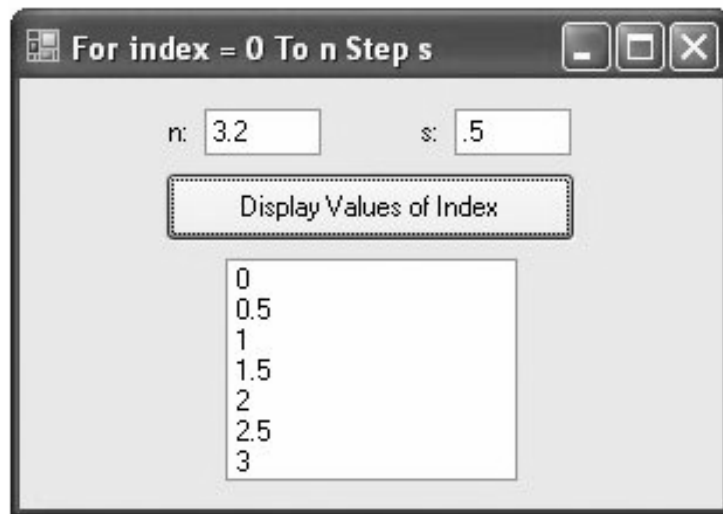 For index = 0 To n Step s
n: 3.2 s: .5
Display Values of Index
0
0.5
1
1.5
2
2.5
3